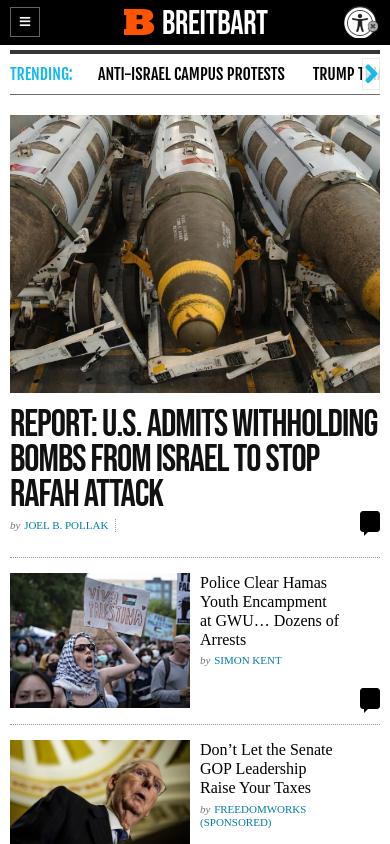 BREITBART
TRENDING:
ANTI-ISRAEL CAMPUS PROTESTS
TRUMP
REPORT: U.S. ADMITS WITHHOLDING
BOMBS FROM ISRAEL TO STOP
RAFAH ATTACK
by JOEL B. POLLAK
VIVA
PALESTINA
Police Clear Hamas
Youth Encampment
at GWU… Dozens of
Arrests
by SIMON KENT
Don’t Let the Senate
GOP Leadership
Raise Your Taxes
by FREEDOMWORKS
(SPONSORED)